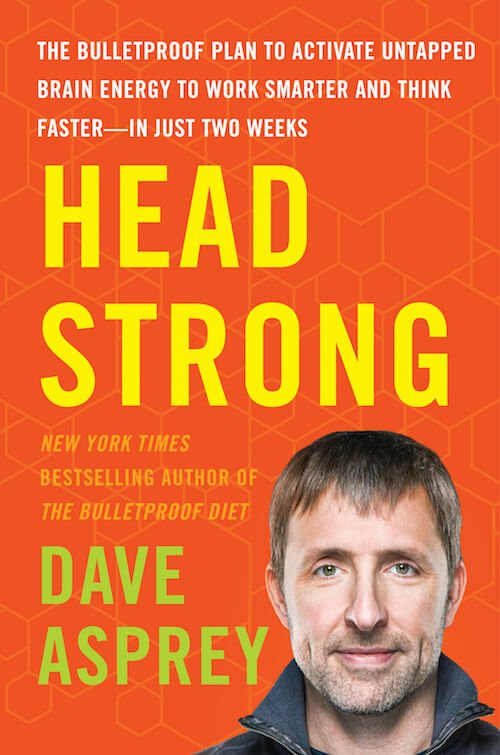 THE BULLETPROOF PLAN TO ACTIVATE UNTAPPED
BRAIN ENERGY TO WORK SMARTER AND THINK
FASTER—IN JUST TWO WEEKS
HEAD
STRONG
NEW YORK TIMES
BESTSELLING AUTHOR OF
THE BULLETPROOF DIET
DAVE
ASPREY